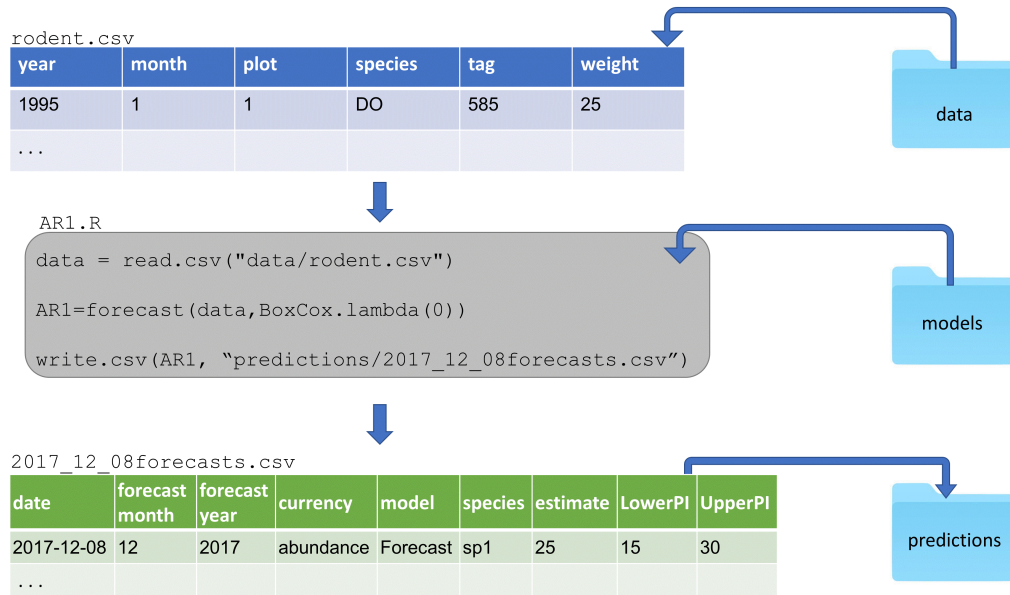 rodent.csv
year month plot species tag weight
1995 1 1 DO 585 25
...
data
AR1.R
data = read.csv("data/rodent.csv")
AR1=forecast(data,BoxCox.lambda(0))
write.csv(AR1, “predictions/2017_12_08forecasts.csv”)
models
2017_12_08forecasts.csv
date forecast month forecast year currency model species estimate LowerPI UpperPI
2017-12-08 12 2017 abundance Forecast sp1 25 15 30
...
predictions